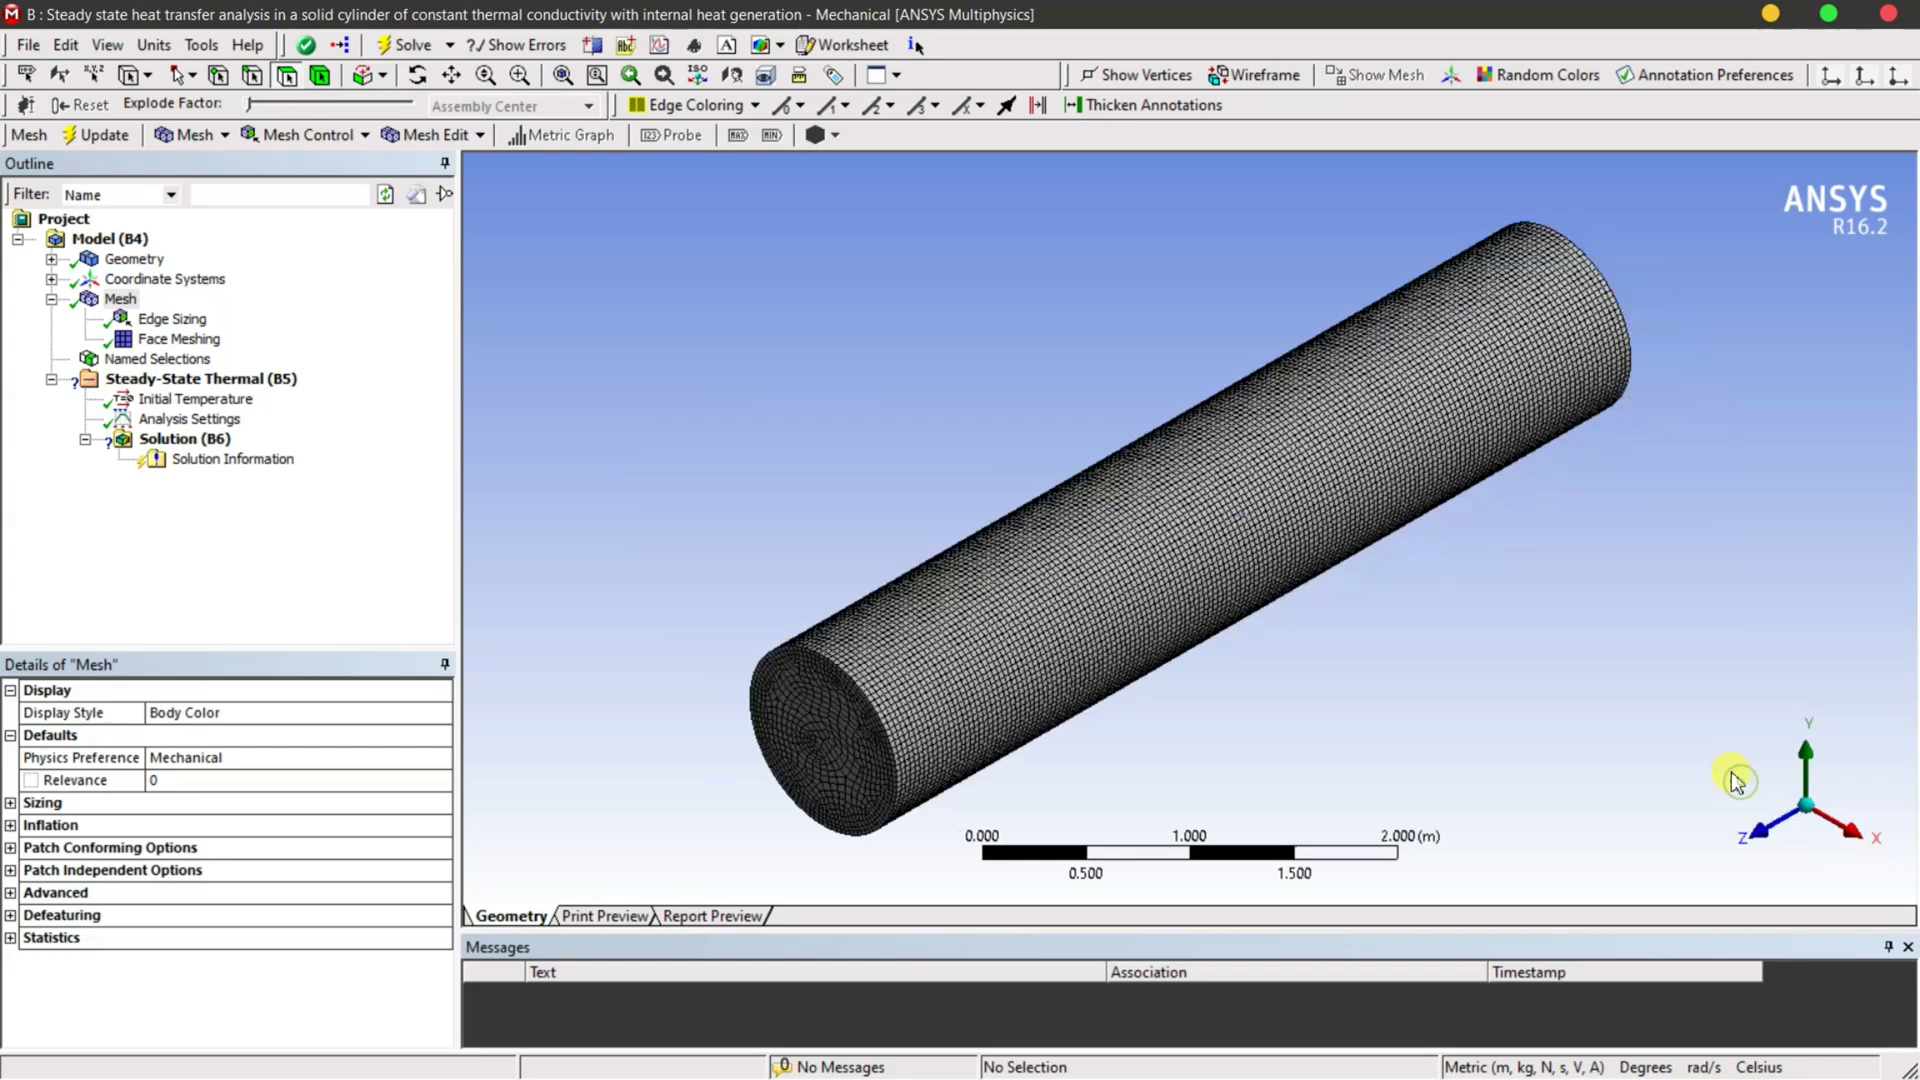 B : Steady state heat transfer analysis in a solid cylinder of constant thermal conductivity with internal heat generation - Mechanical [ANSYS Multiphysics]
File Edit View Units Tools Help Solve ?/ Show Errors Worksheet
Show Vertices Wireframe Show Mesh Random Colors Annotation Preferences
Reset Explode Factor: Assembly Center Edge Coloring Thicken Annotations
Mesh Update Mesh Mesh Control Mesh Edit Metric Graph Probe MAX MIN
Outline
Filter: Name
Project
Model (B4)
Geometry
Coordinate Systems
Mesh
Edge Sizing
Face Meshing
Named Selections
Steady-State Thermal (B5)
Initial Temperature
Analysis Settings
Solution (B6)
Solution Information
ANSYS
R16.2
Details of "Mesh"
Display
Display Style Body Color
Defaults
Physics Preference Mechanical
Relevance 0
Sizing
Inflation
Patch Conforming Options
Patch Independent Options
Advanced
Defeaturing
Statistics
Y
Z
X
0.000 1.000 2.000 (m)
0.500 1.500
Geometry Print Preview Report Preview
Messages
Text Association Timestamp
0 No Messages No Selection Metric (m, kg, N, s, V, A) Degrees rad/s Celsius